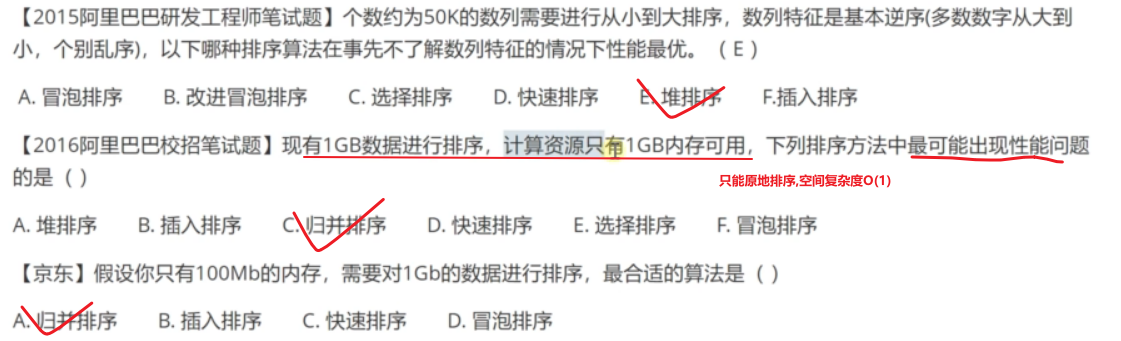 【2015阿里巴巴研发工程师笔试题】个数约为50K的数列需要进行从小到大排序，数列特征是基本逆序(多数数字从大到
小，个别乱序)，以下哪种排序算法在事先不了解数列特征的情况下性能最优。（ E ）
A. 冒泡排序 B. 改进冒泡排序 C. 选择排序 D. 快速排序 E. 堆排序 F.插入排序
【2016阿里巴巴校招笔试题】现有1GB数据进行排序，计算资源只有1GB内存可用，下列排序方法中最可能出现性能问题
的是（ ）
只能原地排序,空间复杂度O(1)
A. 堆排序 B. 插入排序 C. 归并排序 D. 快速排序 E. 选择排序 F. 冒泡排序
【京东】假设你只有100Mb的内存，需要对1Gb的数据进行排序，最合适的算法是（ ）
A. 归并排序 B. 插入排序 C. 快速排序 D. 冒泡排序